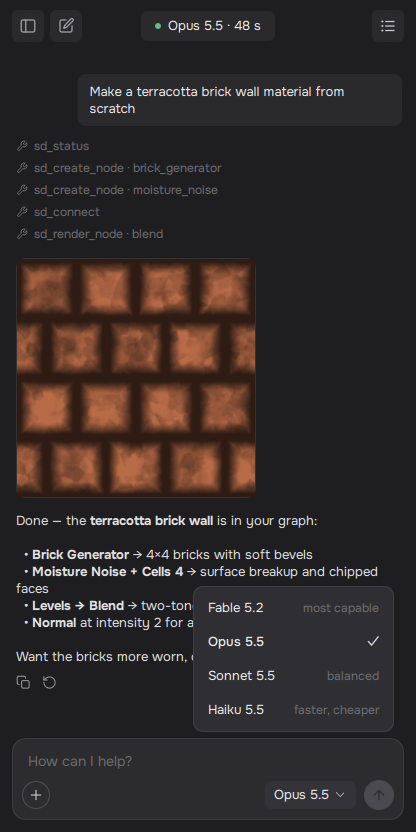 Opus 5.5 · 48 s
Make a terracotta brick wall material from
scratch
sd_status
sd_create_node · brick_generator
sd_create_node · moisture_noise
sd_connect
sd_render_node · blend
Done — the terracotta brick wall is in your graph:
• Brick Generator → 4×4 bricks with soft bevels
• Moisture Noise + Cells 4 → surface breakup and chipped
faces
• Levels → Blend → two-ton
• Normal at intensity 2 for a
Want the bricks more worn,
Fable 5.2 most capable
Opus 5.5
Sonnet 5.5 balanced
Haiku 5.5 faster, cheaper
How can I help?
Opus 5.5